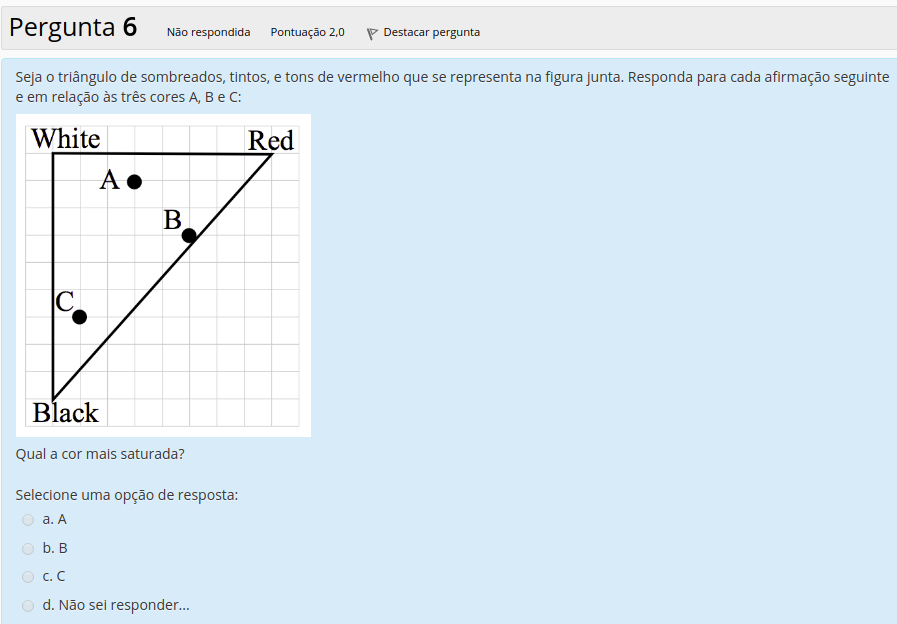 Pergunta 6 Não respondida Pontuação 2,0 Destacar pergunta
Seja o triângulo de sombreados, tintos, e tons de vermelho que se representa na figura junta. Responda para cada afirmação seguinte
e em relação às três cores A, B e C:
White Red
A
B
C
Black
Qual a cor mais saturada?
Selecione uma opção de resposta:
a. A
b. B
c. C
d. Não sei responder...